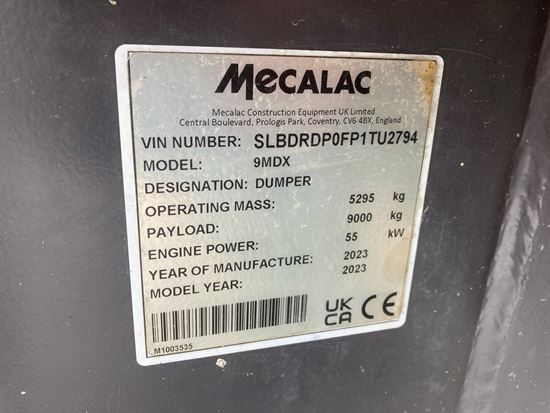 MECALAC
Mecalac Construction Equipment UK Limited
Central Boulevard, Prologis Park, Coventry, CV6 4BX, England
VIN NUMBER: SLBDRDP0FP1TU2794
MODEL: 9MDX
DESIGNATION: DUMPER
OPERATING MASS: 5295 kg
PAYLOAD: 9000 kg
ENGINE POWER: 55 kW
YEAR OF MANUFACTURE: 2023
MODEL YEAR: 2023
M1003535
UK
CA CE